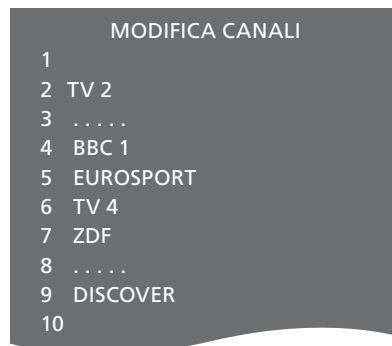 MODIFICA CANALI
1
2 TV 2
3 . . . . .
4 BBC 1
5 EUROSPORT
6 TV 4
7 ZDF
8 . . . . .
9 DISCOVER
10